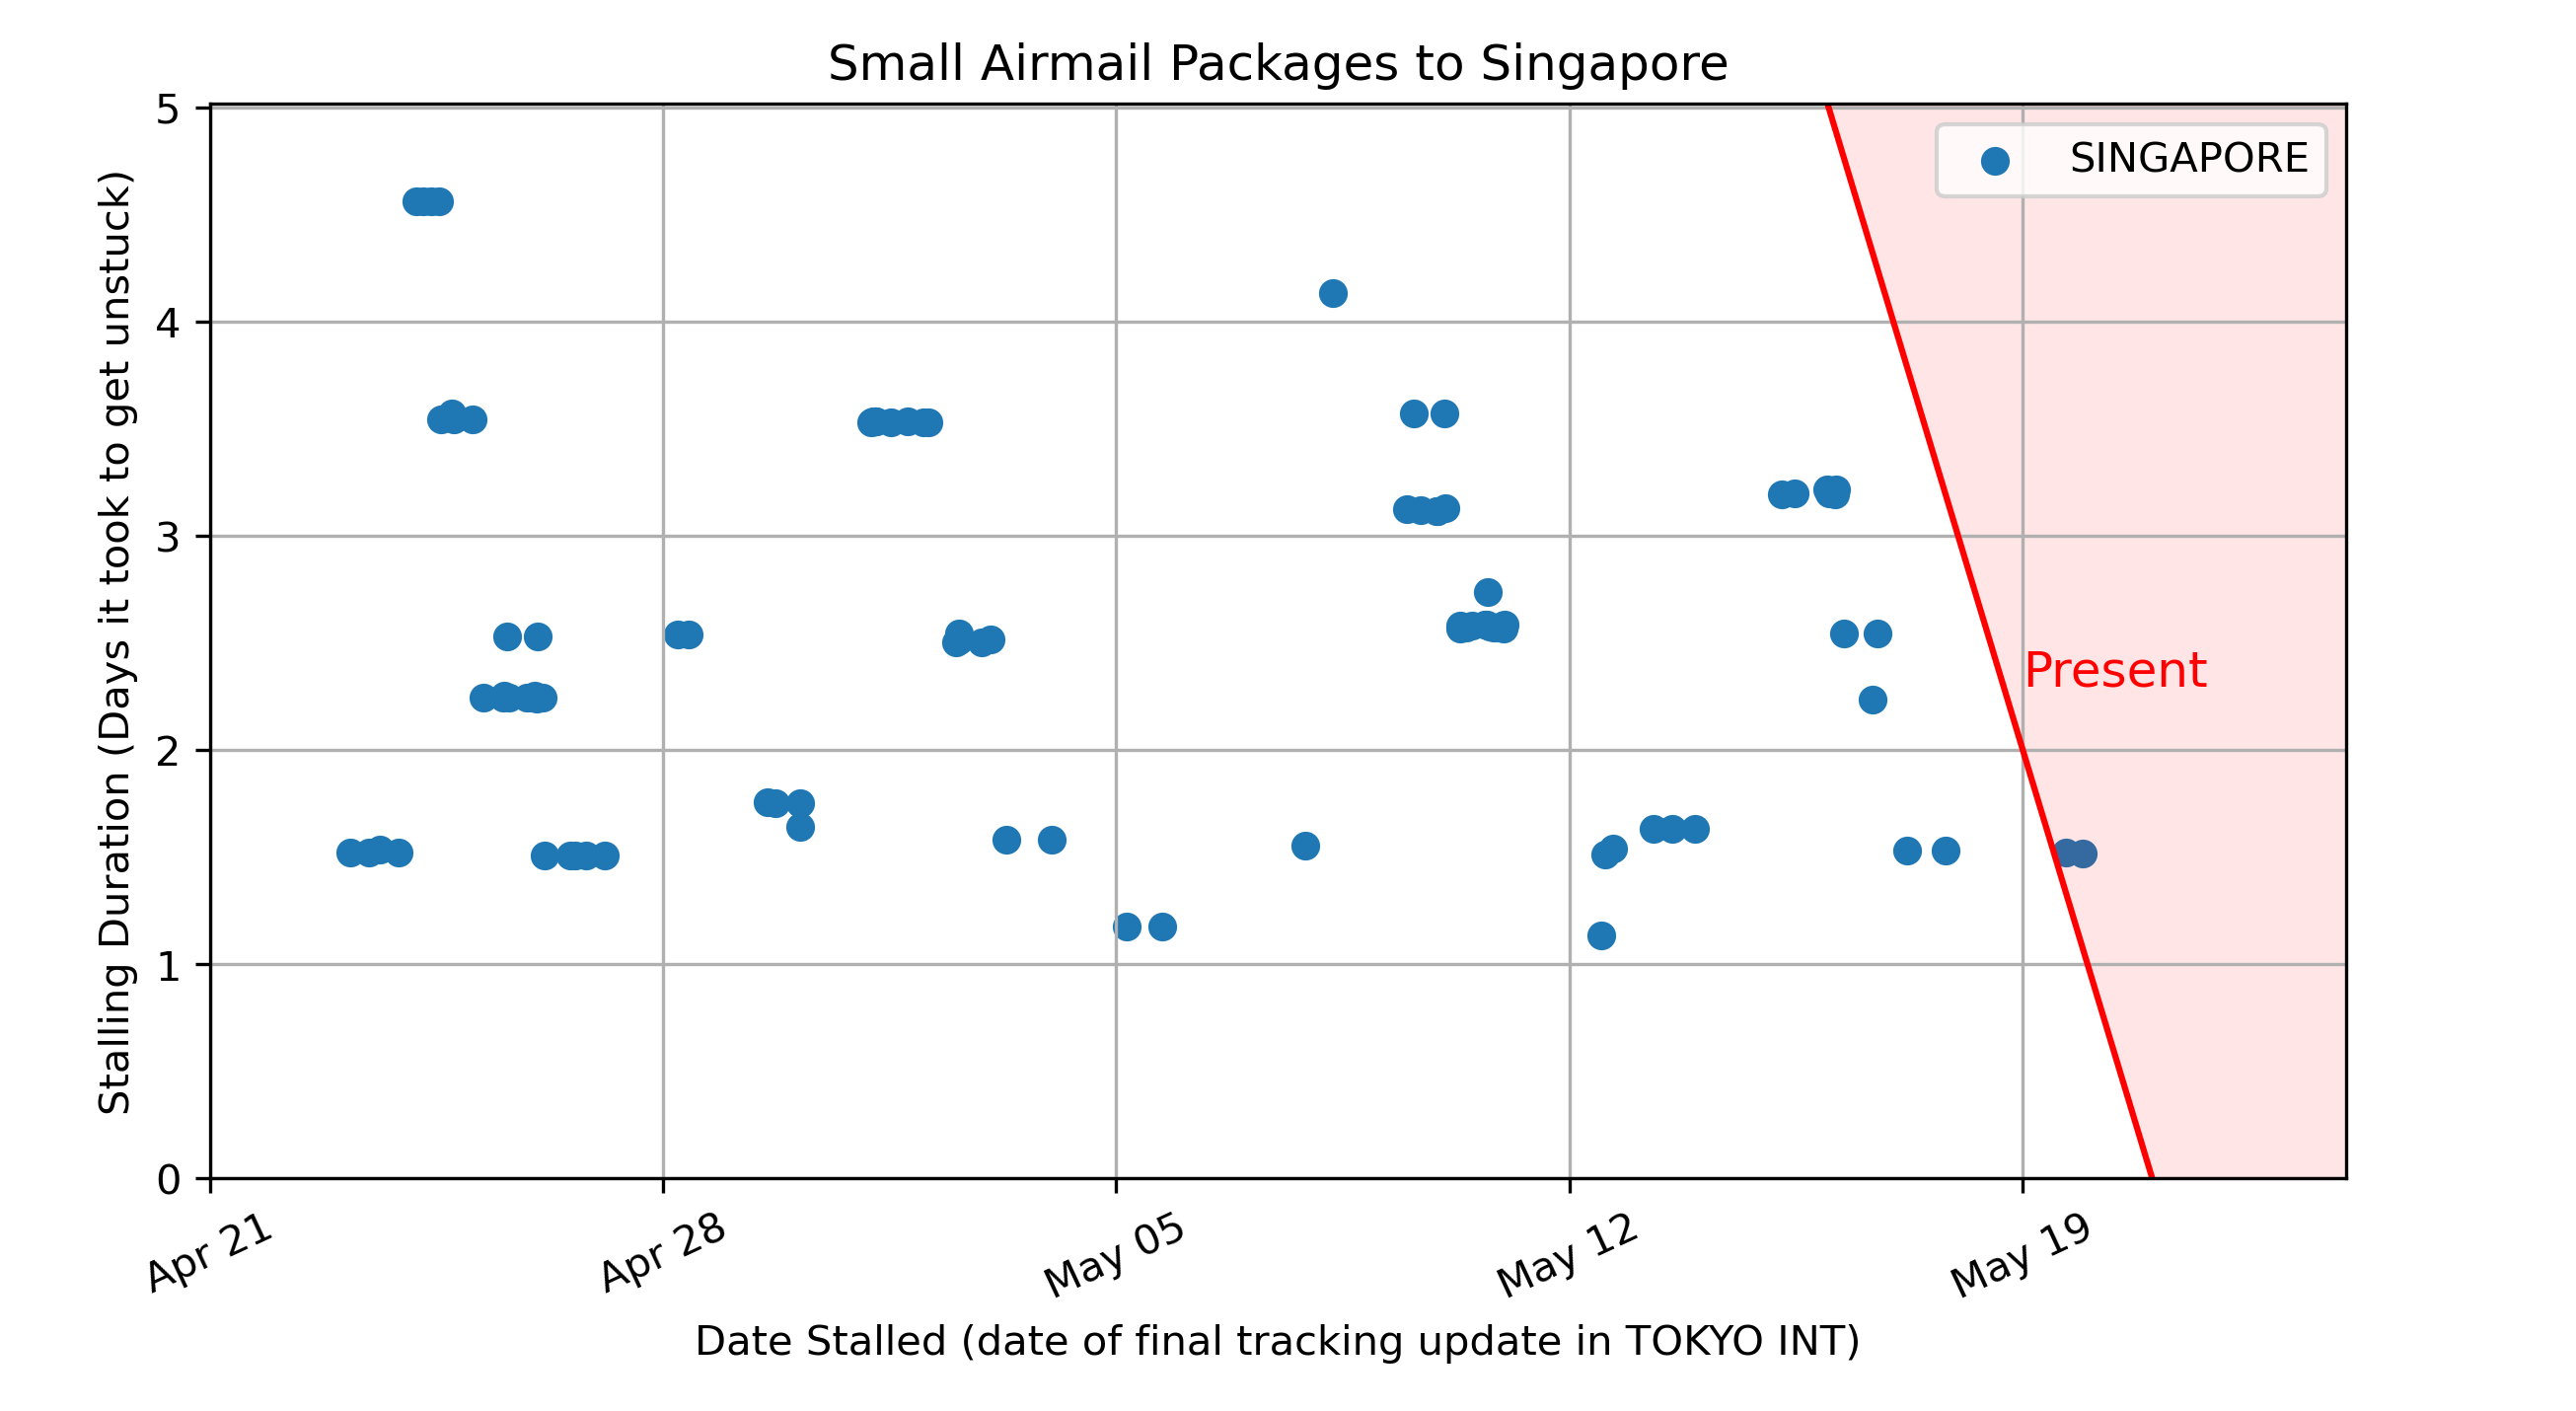 Small Airmail Packages to Singapore
SINGAPORE
Stalling Duration (Days it took to get unstuck)
5
4
3
2
1
0
Present
Apr 21
Apr 28
May 05
May 12
May 19
Date Stalled (date of final tracking update in TOKYO INT)